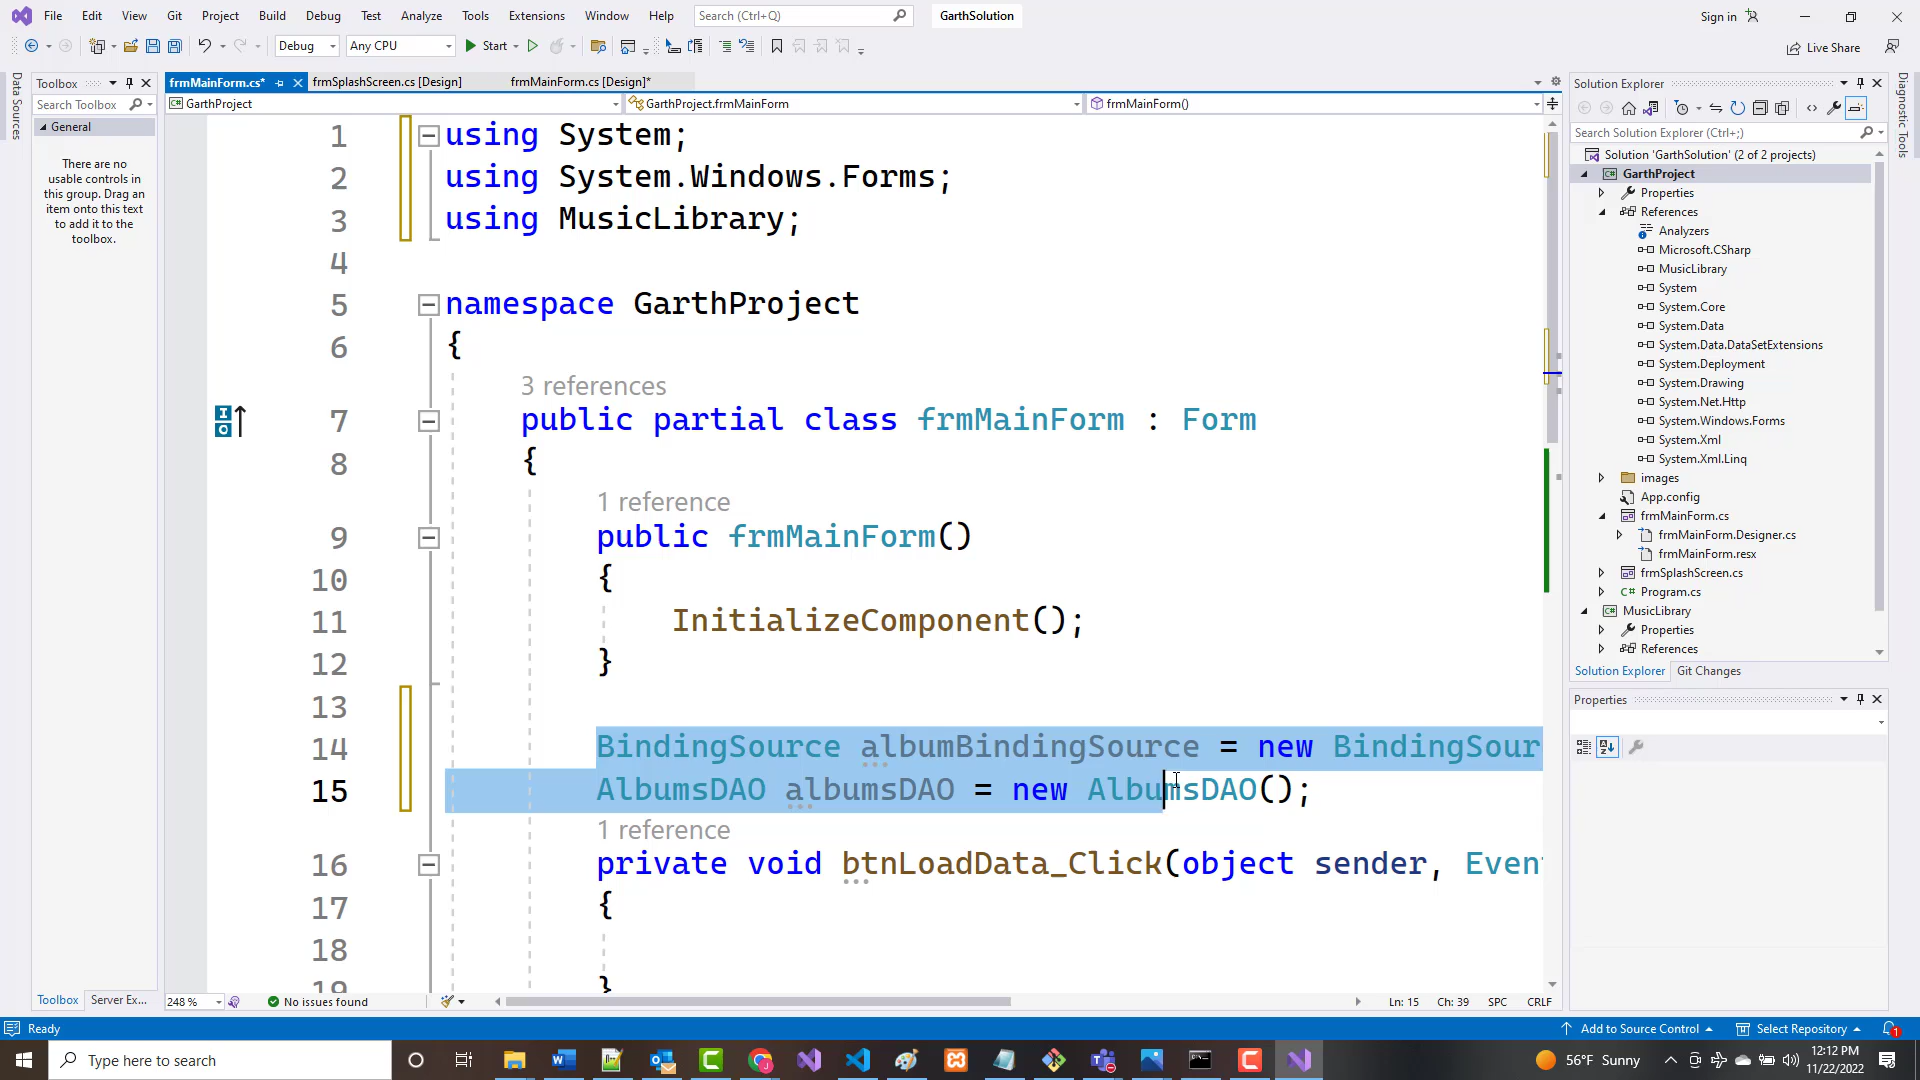 File Edit View Git Project Build Debug Test Analyze Tools Extensions Window Help Search (Ctrl+Q) GarthSolution Sign in
Debug Any CPU Start Live Share
Data Sources
Toolbox
Search Toolbox
General
There are no
usable controls in
this group. Drag an
item onto this text
to add it to the
toolbox.
Toolbox Server Ex...
frmMainForm.cs* frmSplashScreen.cs [Design] frmMainForm.cs [Design]*
GarthProject GarthProject.frmMainForm frmMainForm()
1 using System;
2 using System.Windows.Forms;
3 using MusicLibrary;
4
5 namespace GarthProject
6 {
3 references
7 public partial class frmMainForm : Form
8 {
1 reference
9 public frmMainForm()
10 {
11 InitializeComponent();
12 }
13
14 BindingSource albumBindingSource = new BindingSour
15 AlbumsDAO albumsDAO = new AlbumsDAO();
1 reference
16 private void btnLoadData_Click(object sender, Even
17 {
18
19 }
248 % No issues found Ln: 15 Ch: 39 SPC CRLF
Solution Explorer
Search Solution Explorer (Ctrl+;)
Solution 'GarthSolution' (2 of 2 projects)
GarthProject
Properties
References
Analyzers
Microsoft.CSharp
MusicLibrary
System
System.Core
System.Data
System.Data.DataSetExtensions
System.Deployment
System.Drawing
System.Net.Http
System.Windows.Forms
System.Xml
System.Xml.Linq
images
App.config
frmMainForm.cs
frmMainForm.Designer.cs
frmMainForm.resx
frmSplashScreen.cs
Program.cs
MusicLibrary
Properties
References
Solution Explorer Git Changes
Properties
Diagnostic Tools
Ready Add to Source Control Select Repository 1
Type here to search 56°F Sunny 12:12 PM
11/22/2022